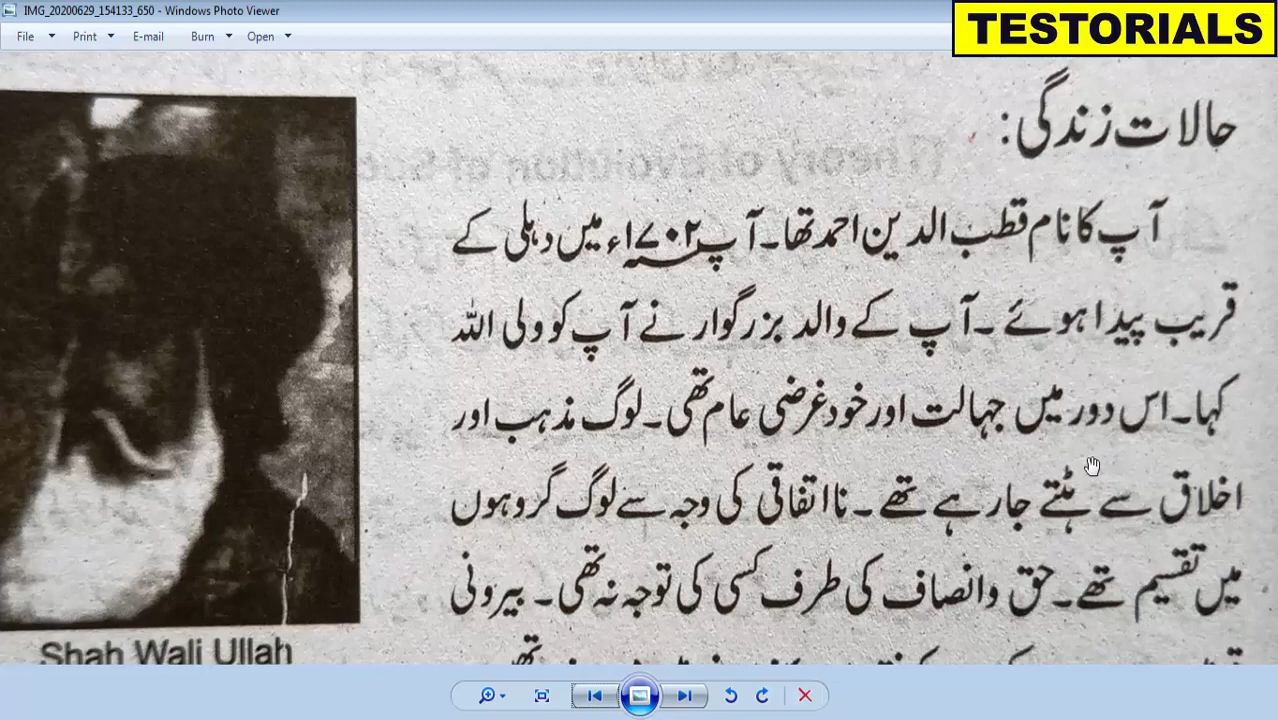 IMG_20200629_154133_650 - Windows Photo Viewer
TESTORIALS
File Print E-mail Burn Open
حالات زندگی:
آپ کا نام قطب الدین احمد تھا۔ آپ ۱۷۰۲ء میں دہلی کے
قریب پیدا ہوئے۔ آپ کے والد بزرگوار نے آپ کو ولی اللہ
کہا۔ اس دور میں جہالت اور خود غرضی عام تھی۔ لوگ مذہب اور
اخلاق سے ہٹتے جا رہے تھے۔ نااتفاقی کی وجہ سے لوگ گروہوں
میں تقسیم تھے۔ حق و انصاف کی طرف کسی کی توجہ نہ تھی۔ بیرونی
Shah Wali Ullah